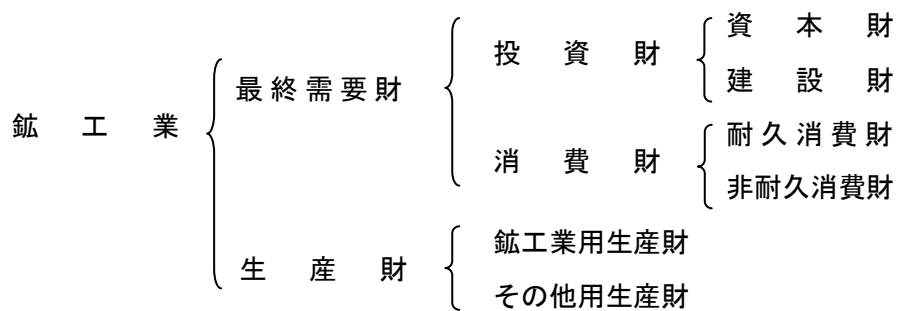 鉱工業
最終需要財
投資財
資本財
建設財
消費財
耐久消費財
非耐久消費財
生産財
鉱工業用生産財
その他用生産財